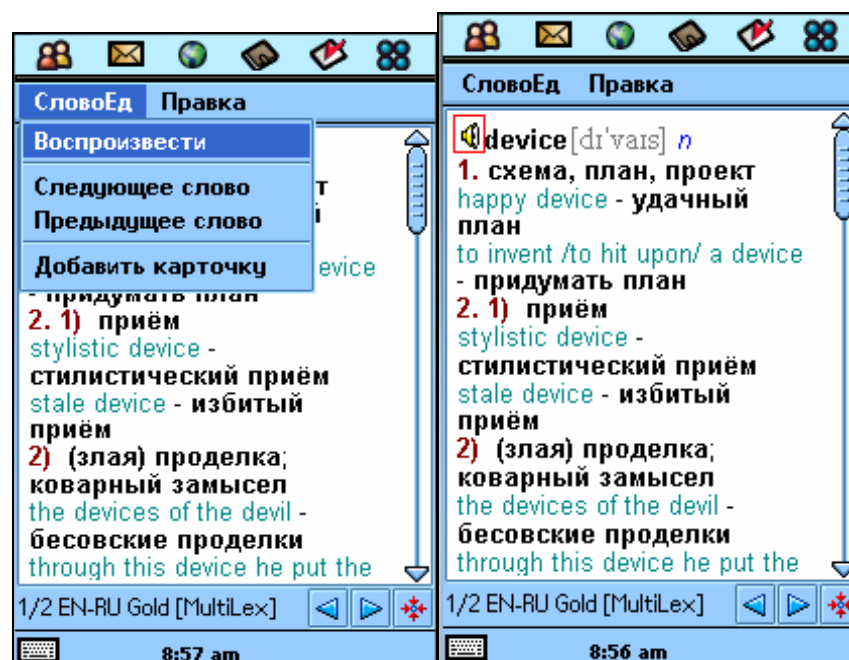 СловоЕд Правка
Воспроизвести
Следующее слово
Предыдущее слово
Добавить карточку
evice
- придумать план
2. 1) приём
stylistic device -
стилистический приём
stale device - избитый
приём
2) (злая) проделка;
коварный замысел
the devices of the devil -
бесовские проделки
through this device he put the
1/2 EN-RU Gold [MultiLex]
8:57 am
СловоЕд Правка
device [dɪ'vaɪs] n
1. схема, план, проект
happy device - удачный
план
to invent /to hit upon/ a device
- придумать план
2. 1) приём
stylistic device -
стилистический приём
stale device - избитый
приём
2) (злая) проделка;
коварный замысел
the devices of the devil -
бесовские проделки
through this device he put the
1/2 EN-RU Gold [MultiLex]
8:56 am